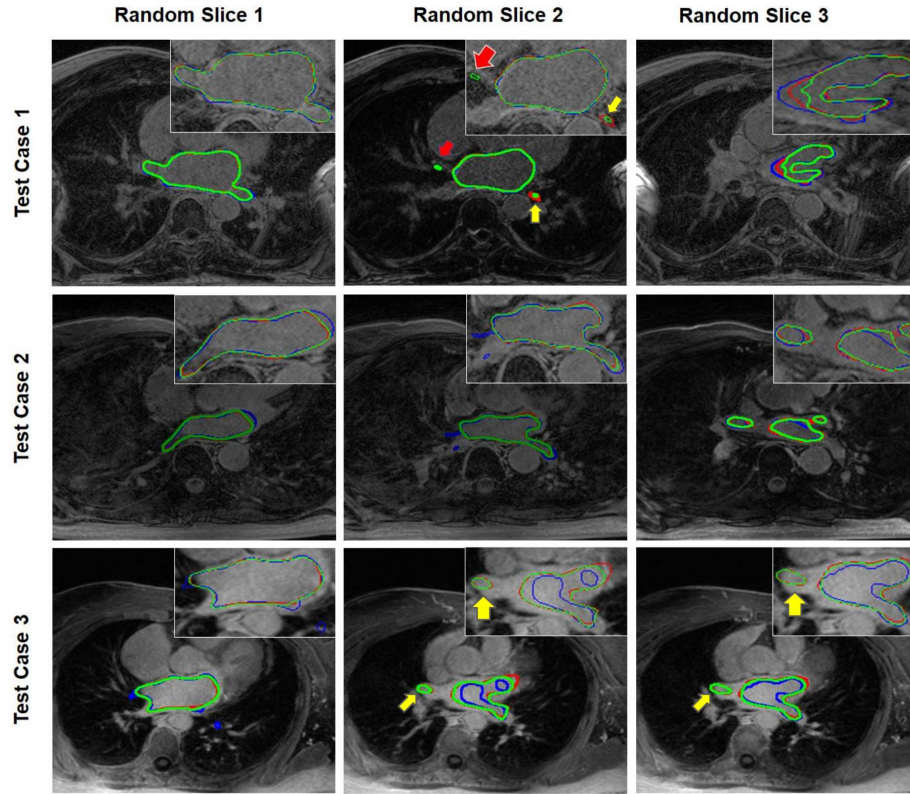 Random Slice 1
Random Slice 2
Random Slice 3
Test Case 1
Test Case 2
Test Case 3